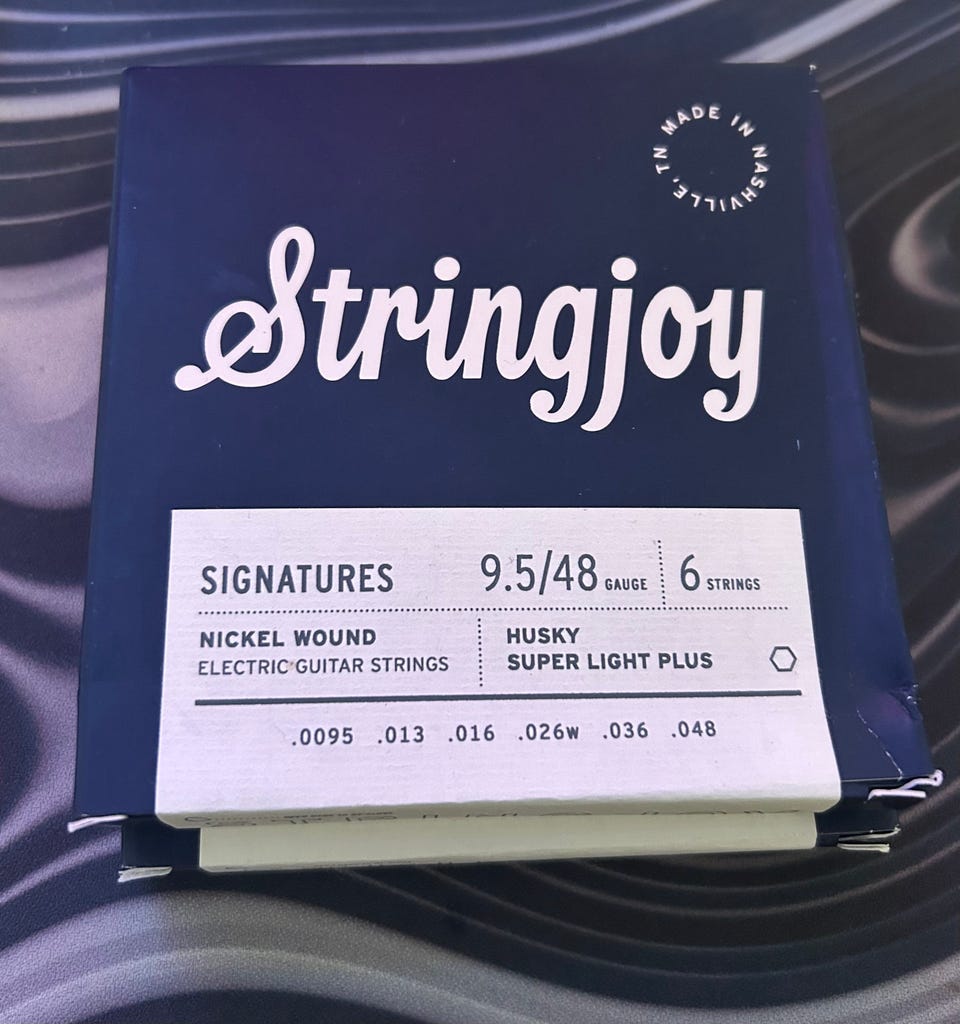 MADE IN NASHVILLE, TN
Stringjoy
SIGNATURES 9.5/48 GAUGE 6 STRINGS
NICKEL WOUND
ELECTRIC GUITAR STRINGS
HUSKY
SUPER LIGHT PLUS
.0095 .013 .016 .026w .036 .048